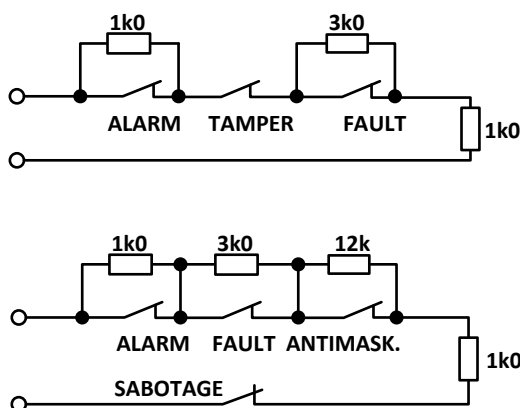 1k0 3k0
ALARM TAMPER FAULT
1k0
1k0 3k0 12k
ALARM FAULT ANTIMASK.
1k0
SABOTAGE